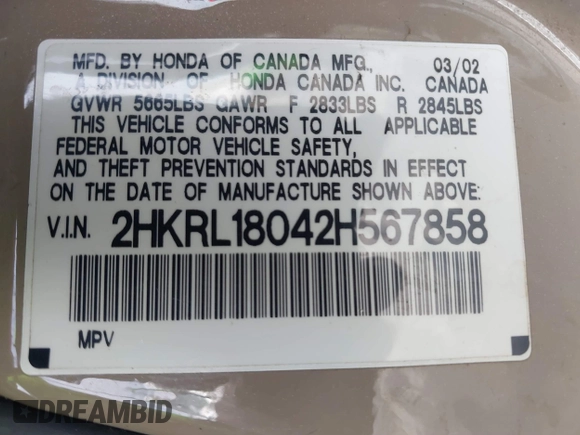 MFD. BY HONDA OF CANADA MFG., 03/02
A DIVISION OF HONDA CANADA INC. CANADA
GVWR 5665LBS GAWR F 2833LBS R 2845LBS
THIS VEHICLE CONFORMS TO ALL APPLICABLE
FEDERAL MOTOR VEHICLE SAFETY,
AND THEFT PREVENTION STANDARDS IN EFFECT
ON THE DATE OF MANUFACTURE SHOWN ABOVE.
V.I.N. 2HKRL18042H567858
MPV
DREAMBID